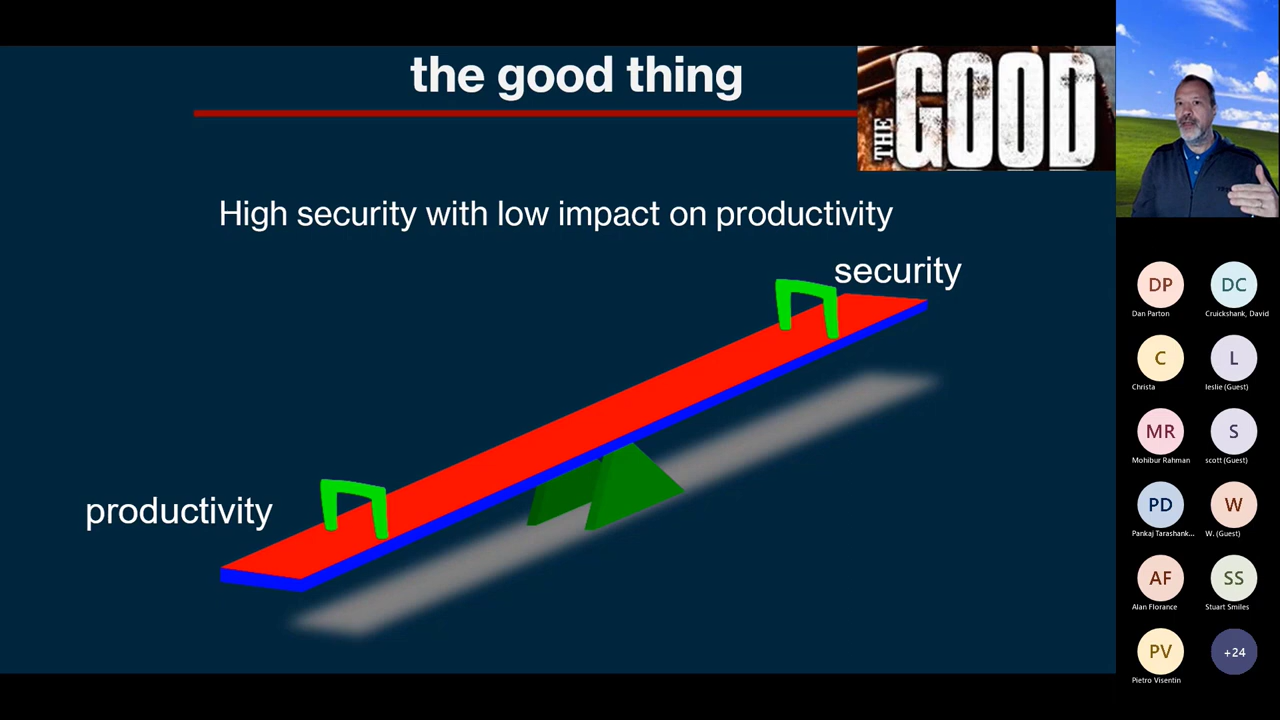 the good thing
THE GOOD
High security with low impact on productivity
security
productivity
DP
DC
Dan Parton
Cruickshank, David
C
L
Christa
leslie (Guest)
MR
S
Mohibur Rahman
scott (Guest)
PD
W
Pankaj Tarashank...
W. (Guest)
AF
SS
Alan Florance
Stuart Smiles
PV
+24
Pietro Visentin